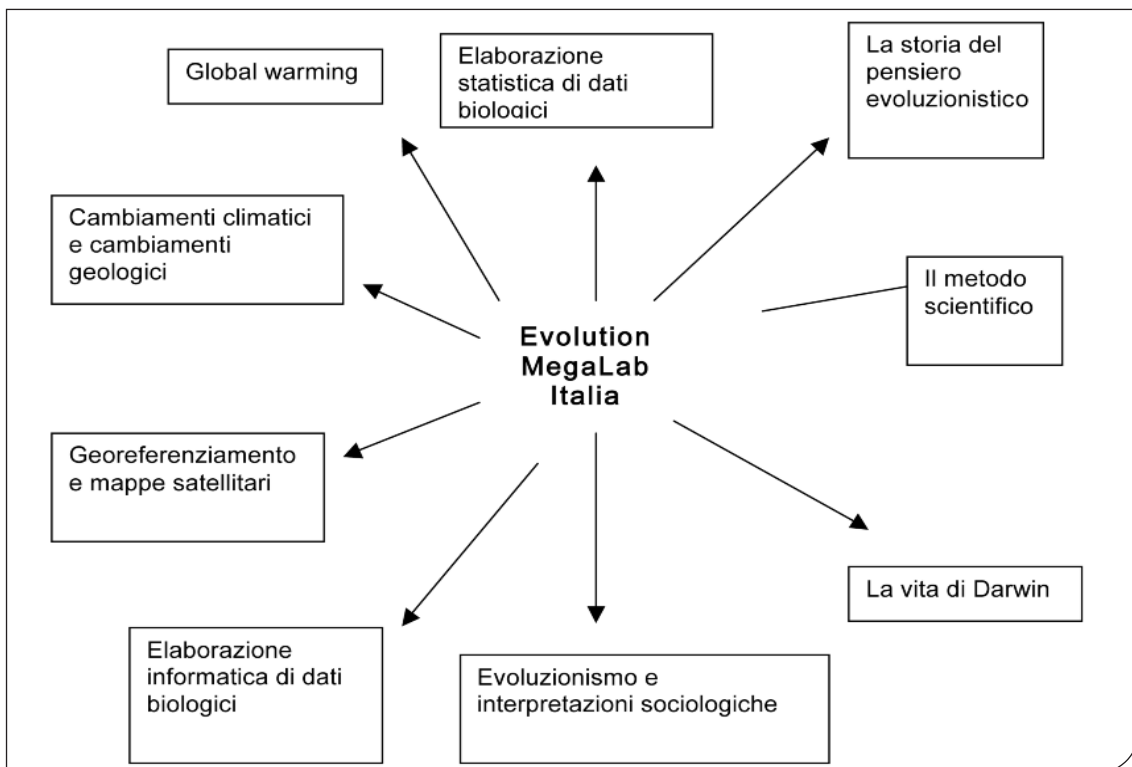 Global warming
Elaborazione
statistica di dati
biologici
La storia del
pensiero
evoluzionistico
Cambiamenti climatici
e cambiamenti
geologici
Il metodo
scientifico
Evolution
MegaLab
Italia
Georeferenziamento
e mappe satellitari
La vita di Darwin
Elaborazione
informatica di dati
biologici
Evoluzionismo e
interpretazioni sociologiche